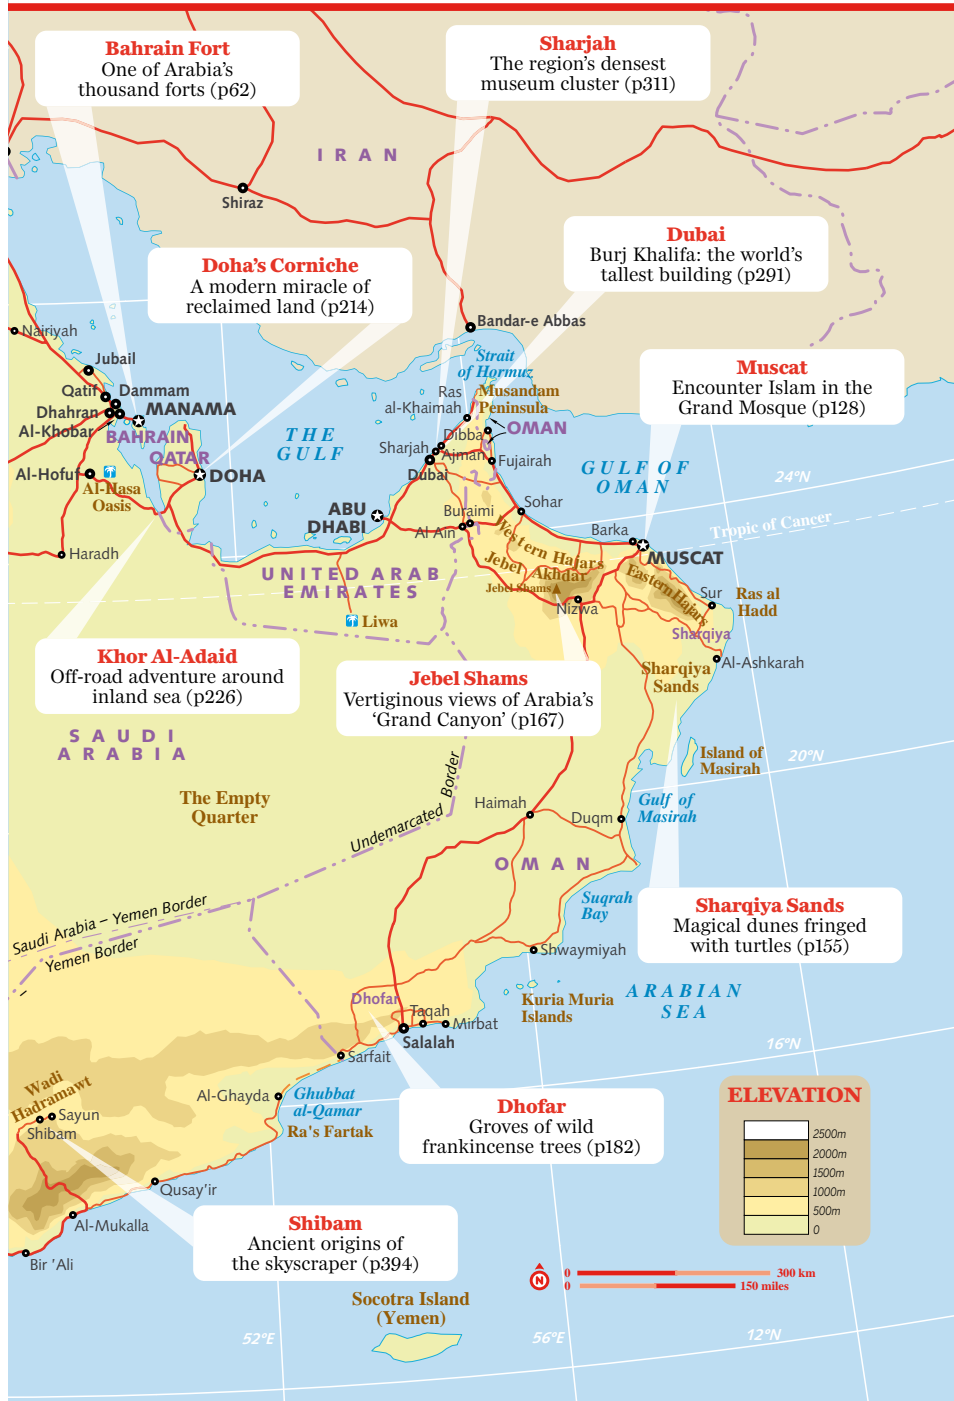 Bahrain Fort
One of Arabia's
thousand forts (p62)
Sharjah
The region's densest
museum cluster (p311)
IRAN
Shiraz
Dubai
Burj Khalifa: the world's
tallest building (p291)
Doha's Corniche
A modern miracle of
reclaimed land (p214)
Bandar-e Abbas
Nairiyah
Strait
of Hormuz
Jubail
Muscat
Encounter Islam in the
Grand Mosque (p128)
Qatif
Dammam
Ras
al-Khaimah
Musandam
Peninsula
Dhahran
MANAMA
Al-Khobar
BAHRAIN
OMAN
THE
GULF
Dibba
Sharjah
Ajman
QATAR
Fujairah
GULF OF
OMAN
Al-Hofuf
DOHA
Dubai
24°N
Al-Hasa
Oasis
ABU
DHABI
Buraimi
Sohar
Al Ain
Barka
Tropic of Cancer
Haradh
Western Hajars
MUSCAT
UNITED ARAB
EMIRATES
Jebel
Akhdar
Jebel Shams
Eastern Hajars
Sur
Ras al
Hadd
Nizwa
Liwa
Sharqiya
Khor Al-Adaid
Off-road adventure around
inland sea (p226)
Jebel Shams
Vertiginous views of Arabia's
‘Grand Canyon’ (p167)
Al-Ashkarah
Sharqiya
Sands
SAUDI
ARABIA
Island of
Masirah
20°N
The Empty
Quarter
Undemarcated Border
Haimah
Duqm
Gulf of
Masirah
OMAN
Suqrah
Bay
Sharqiya Sands
Magical dunes fringed
with turtles (p155)
Saudi Arabia – Yemen Border
Yemen Border
Shwaymiyah
Dhofar
Kuria Muria
Islands
ARABIAN
SEA
Taqah
Mirbat
Salalah
16°N
Sarfait
Wadi
Hadramawt
Al-Ghayda
Ghubbat
al-Qamar
Ra's Fartak
Dhofar
Groves of wild
frankincense trees (p182)
ELEVATION
2500m
2000m
1500m
1000m
500m
0
Sayun
Shibam
Qusay'ir
Al-Mukalla
Shibam
Ancient origins of
the skyscraper (p394)
Bir 'Ali
N
0 300 km
0 150 miles
Socotra Island
(Yemen)
52°E
56°E
12°N